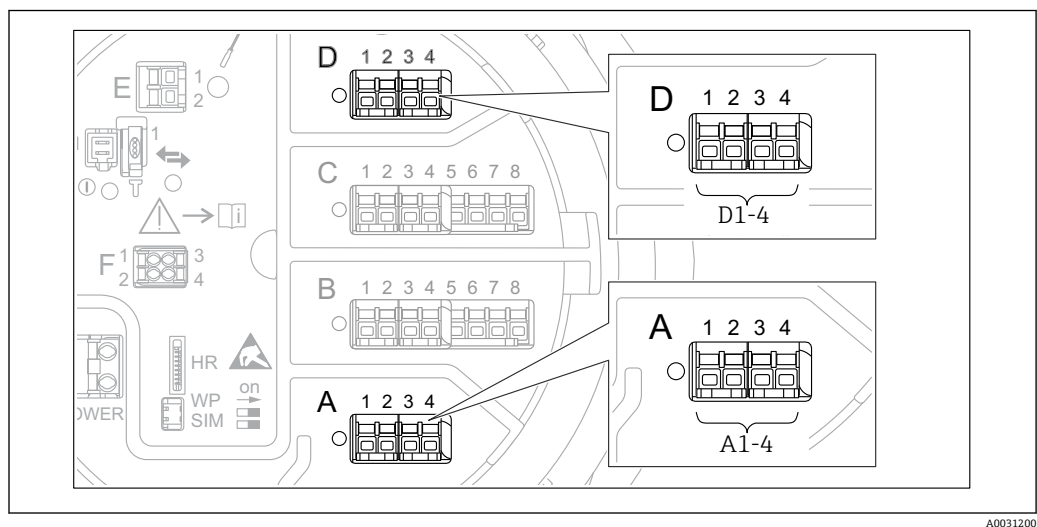 D 1 2 3 4
E 1
2
1
C 1 2 3 4 5 6 7 8
i
F 1 3
2 4
B 1 2 3 4 5 6 7 8
HR
WP on
SIM
OWER
A 1 2 3 4
D 1 2 3 4
D1-4
A 1 2 3 4
A1-4
A0031200